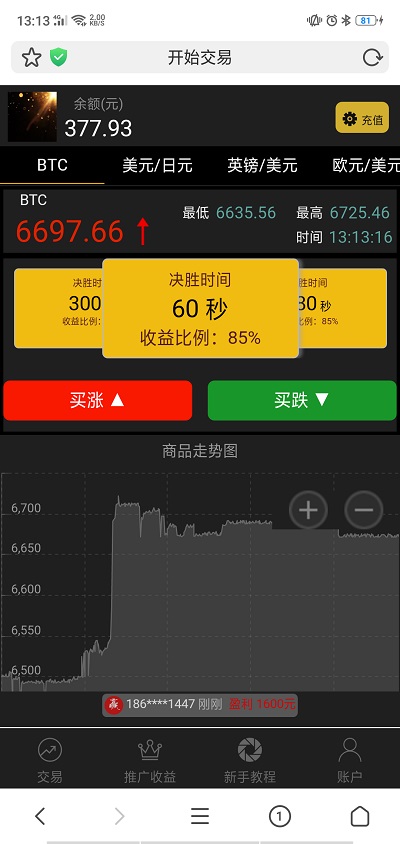 13:13 4G 2.00 KB/S 81
开始交易
余额(元)
377.93
充值
BTC 美元/日元 英镑/美元 欧元/美元
BTC
6697.66
最低 6635.56 最高 6725.46
时间 13:13:16
决胜时间
300
收益比例：
决胜时间
60 秒
收益比例：85%
胜时间
80 秒
比例：85%
买涨 ▲
买跌 ▼
商品走势图
6,700
6,650
6,600
6,550
6,500
186****1447 刚刚 盈利 1600元
交易 推广收益 新手教程 账户
1